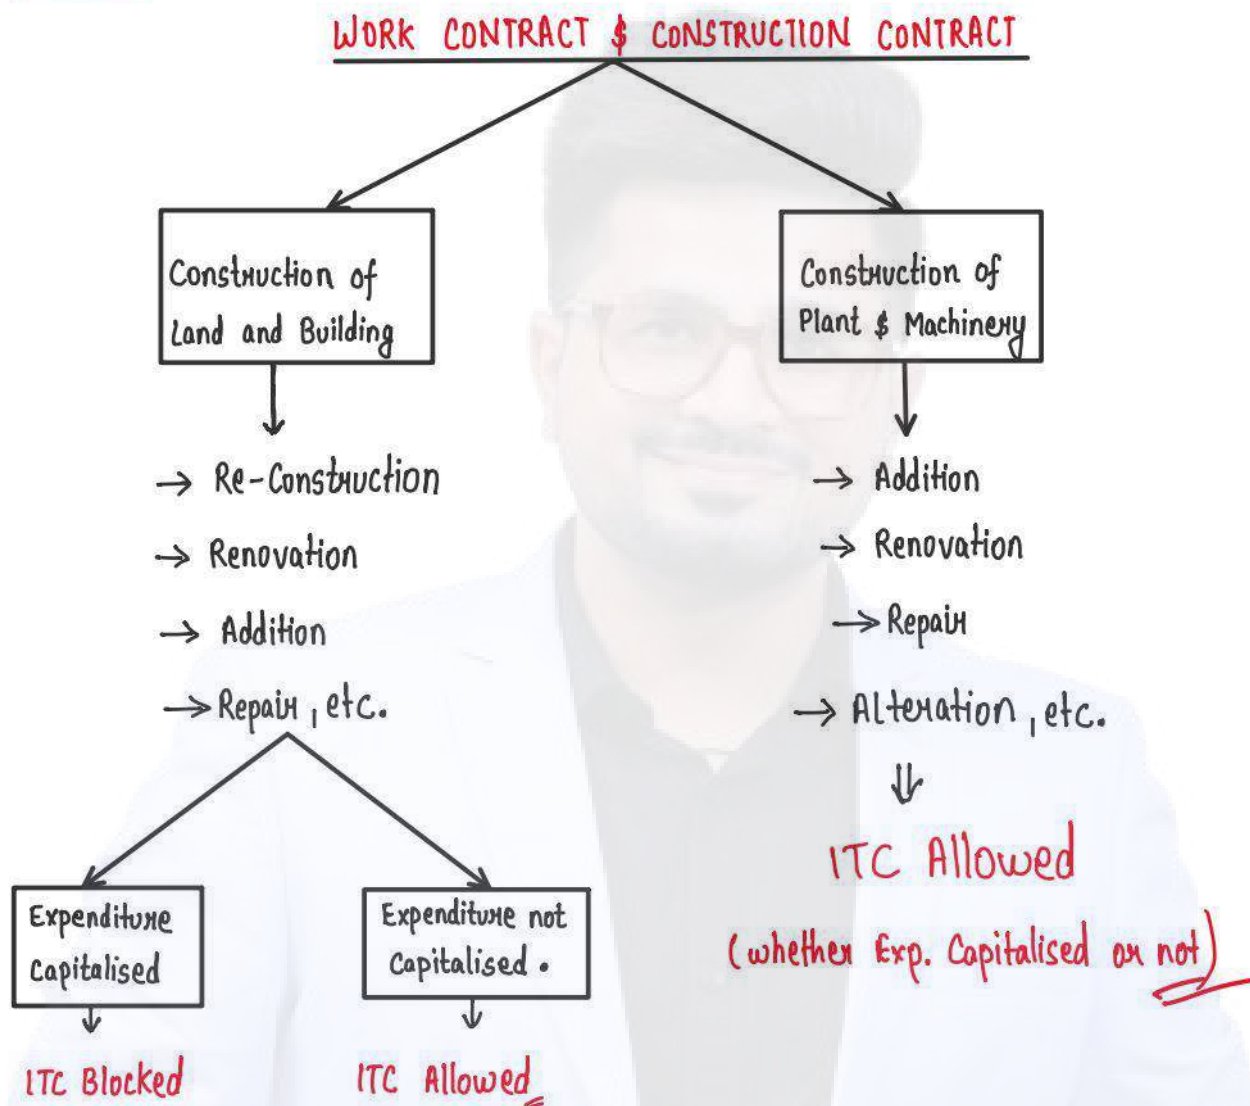 WORK CONTRACT & CONSTRUCTION CONTRACT
Construction of
Land and Building
→ Re-Construction
→ Renovation
→ Addition
→ Repair, etc.
Expenditure
Capitalised
ITC Blocked
Expenditure not
Capitalised.
ITC Allowed
Construction of
Plant & Machinery
→ Addition
→ Renovation
→ Repair
→ Alteration, etc.
ITC Allowed
(whether Exp. Capitalised or not)